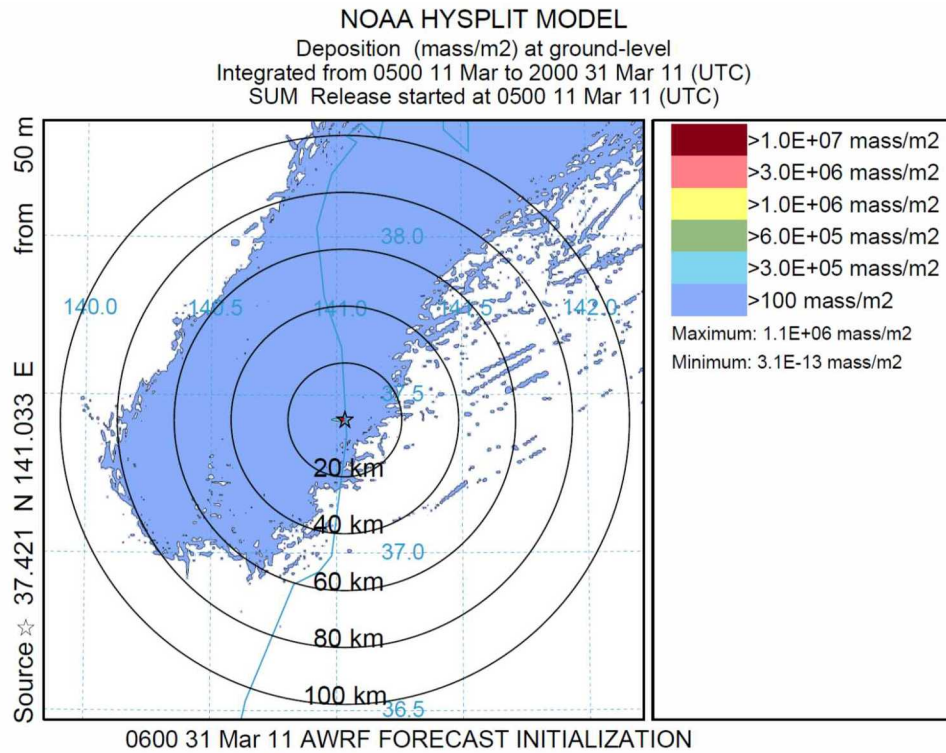 NOAA HYSPLIT MODEL
Deposition (mass/m2) at ground-level
Integrated from 0500 11 Mar to 2000 31 Mar 11 (UTC)
SUM Release started at 0500 11 Mar 11 (UTC)
Source ☆ 37.421 N 141.033 E from 50 m
38.0
140.0 140.5 141.0 141.5 142.0
37.5
20 km
40 km
37.0
60 km
80 km
100 km
36.5
>1.0E+07 mass/m2
>3.0E+06 mass/m2
>1.0E+06 mass/m2
>6.0E+05 mass/m2
>3.0E+05 mass/m2
>100 mass/m2
Maximum: 1.1E+06 mass/m2
Minimum: 3.1E-13 mass/m2
0600 31 Mar 11 AWRF FORECAST INITIALIZATION